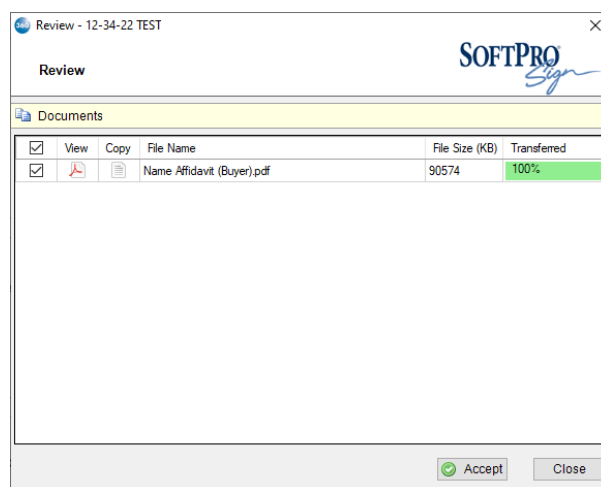 360 Review - 12-34-22 TEST
Review
SOFTPRO
Sign
Documents
View Copy File Name File Size (KB) Transferred
Name Affidavit (Buyer).pdf 90574 100%
Accept Close